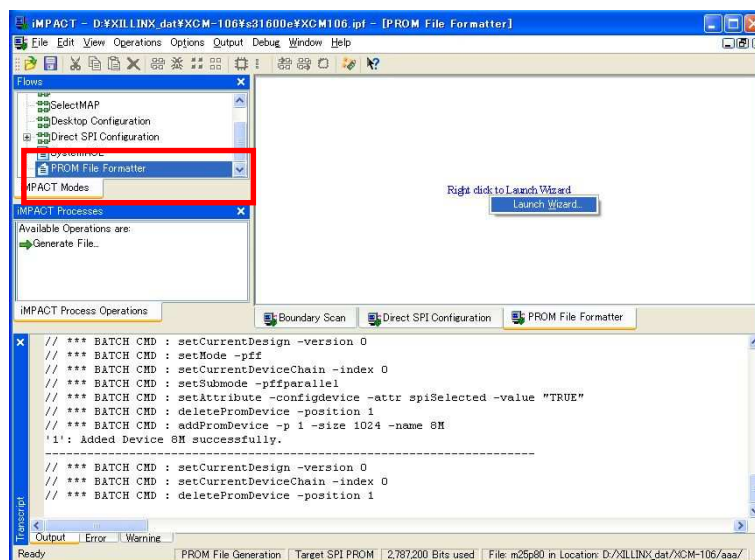 iMPACT - D:¥XILLINX_dat¥XCM-106¥s31600e¥XCM106.ipf - [PROM File Formatter]
File Edit View Operations Options Output Debug Window Help
Flows
SelectMAP
Desktop Configuration
Direct SPI Configuration
SystemACE
PROM File Formatter
iMPACT Modes
Right click to Launch Wizard
Launch Wizard...
iMPACT Processes
Available Operations are:
Generate File...
iMPACT Process Operations
Boundary Scan Direct SPI Configuration PROM File Formatter
// *** BATCH CMD : setCurrentDesign -version 0
// *** BATCH CMD : setMode -pff
// *** BATCH CMD : setCurrentDeviceChain -index 0
// *** BATCH CMD : setSubmode -pffparallel
// *** BATCH CMD : setAttribute -configdevice -attr spiSelected -value "TRUE"
// *** BATCH CMD : deletePromDevice -position 1
// *** BATCH CMD : addPromDevice -p 1 -size 1024 -name 8M
'1': Added Device 8M successfully.
----------------------------------------------------------------------
// *** BATCH CMD : setCurrentDesign -version 0
// *** BATCH CMD : setCurrentDeviceChain -index 0
// *** BATCH CMD : deletePromDevice -position 1
Transcript
Output Error Warning
Ready PROM File Generation Target SPI PROM 2,787,200 Bits used File: m25p80 in Location: D:/XILLINX_dat/XCM-106/aaa/